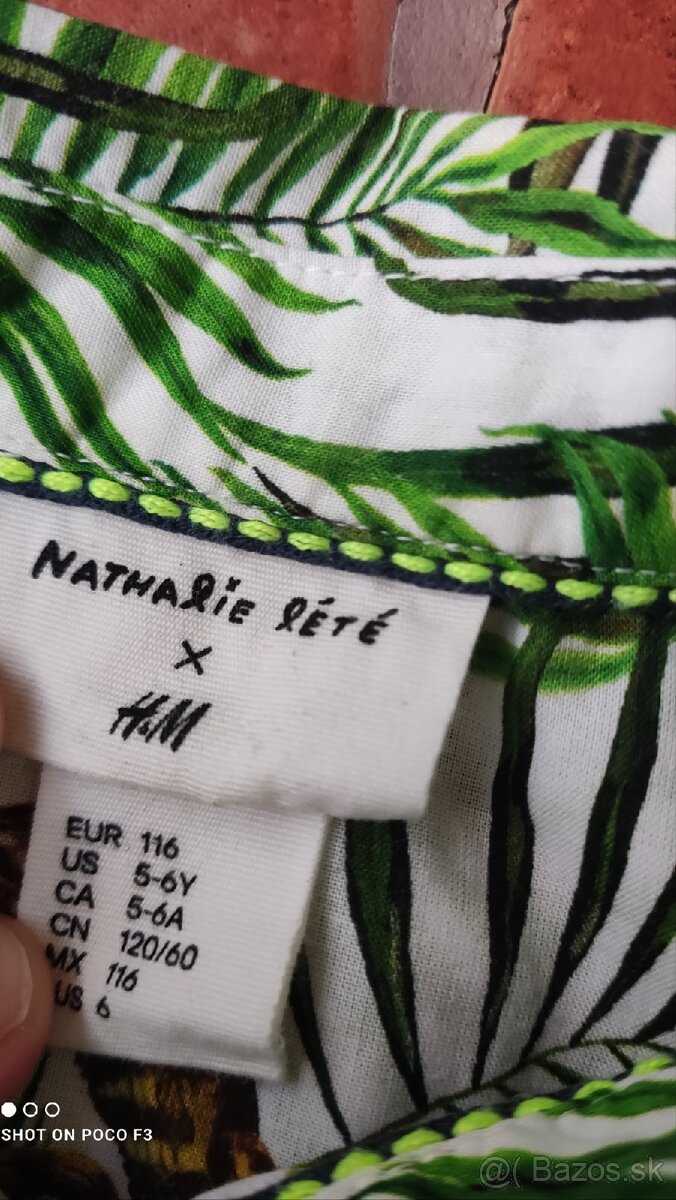 NATHALIE LÉTÉ
X
H&M
EUR 116
US 5-6Y
CA 5-6A
CN 120/60
MX 116
US 6
SHOT ON POCO F3
@( Bazos.sk